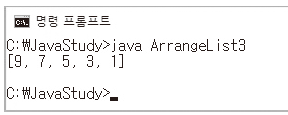 명령 프롬프트
C:₩JavaStudy>java ArrangeList3
[9, 7, 5, 3, 1]
C:₩JavaStudy>